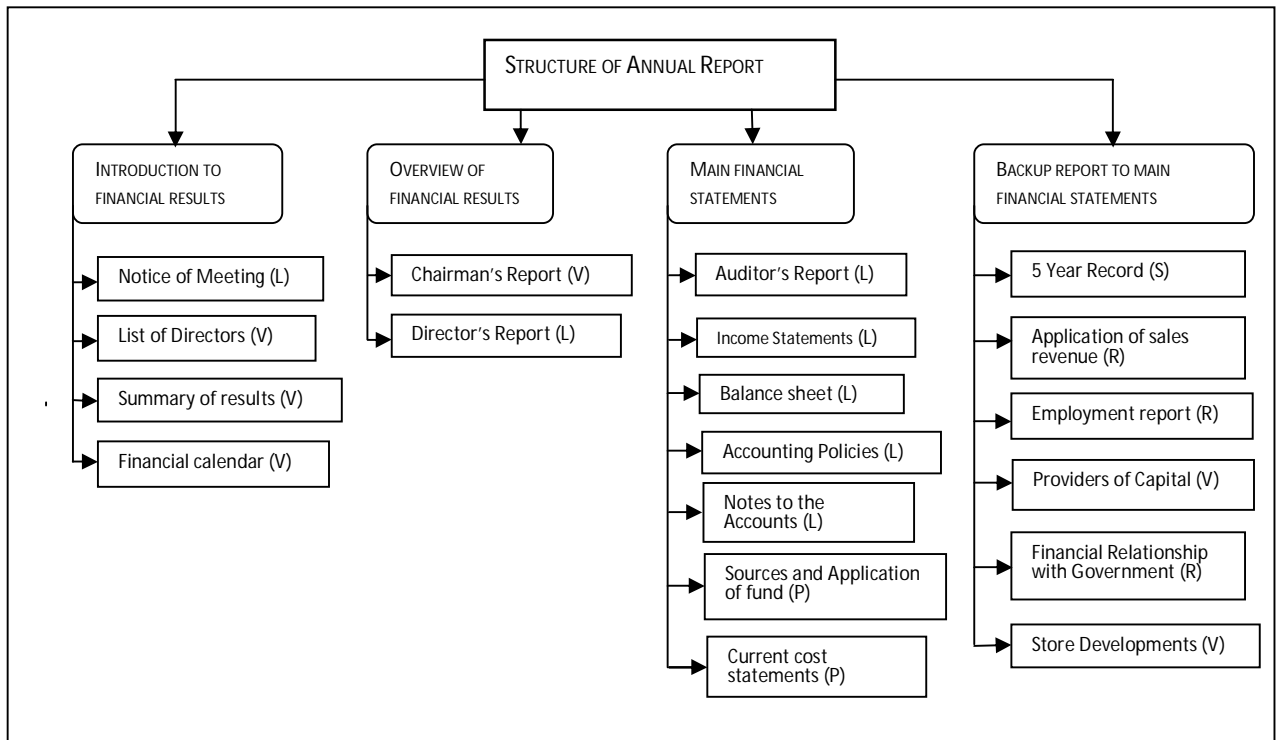 STRUCTURE OF ANNUAL REPORT
INTRODUCTION TO
FINANCIAL RESULTS
Notice of Meeting (L)
List of Directors (V)
Summary of results (V)
Financial calendar (V)
OVERVIEW OF
FINANCIAL RESULTS
Chairman's Report (V)
Director's Report (L)
MAIN FINANCIAL
STATEMENTS
Auditor's Report (L)
Income Statements (L)
Balance sheet (L)
Accounting Policies (L)
Notes to the
Accounts (L)
Sources and Application
of fund (P)
Current cost
statements (P)
BACKUP REPORT TO MAIN
FINANCIAL STATEMENTS
5 Year Record (S)
Application of sales
revenue (R)
Employment report (R)
Providers of Capital (V)
Financial Relationship
with Government (R)
Store Developments (V)